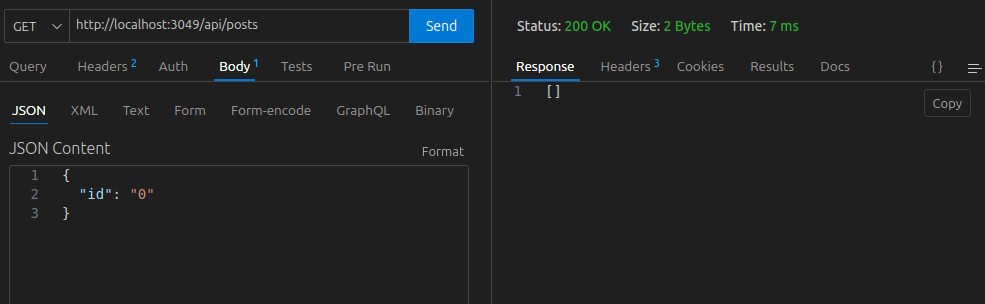 GET http://localhost:3049/api/posts Send
Query Headers 2 Auth Body 1 Tests Pre Run
JSON XML Text Form Form-encode GraphQL Binary
JSON Content Format
1 {
2 "id": "0"
3 }
Status: 200 OK Size: 2 Bytes Time: 7 ms
Response Headers 3 Cookies Results Docs {}
1 []
Copy